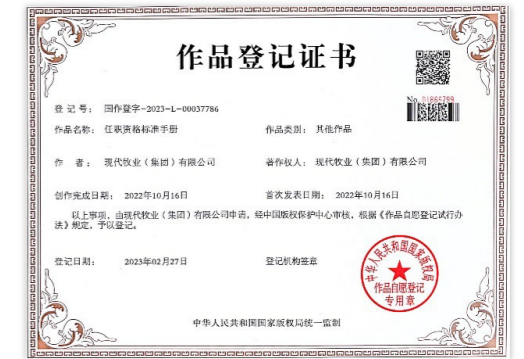 作品登记证书
No. 01865799
登 记 号： 国作登字-2023-L-00037786
作品名称： 任职资格标准手册 作品类别： 其他作品
作 者： 现代牧业（集团）有限公司 著作权人： 现代牧业（集团）有限公司
创作完成日期： 2022年10月16日 首次发表日期： 2022年10月16日
以上事项，由现代牧业（集团）有限公司申请，经中国版权保护中心审核，根据《作品自愿登记试行办
法》规定，予以登记。
登记日期： 2023年02月27日 登记机构签章
中华人民共和国国家版权局
作品自愿登记
专用章
中华人民共和国国家版权局统一监制